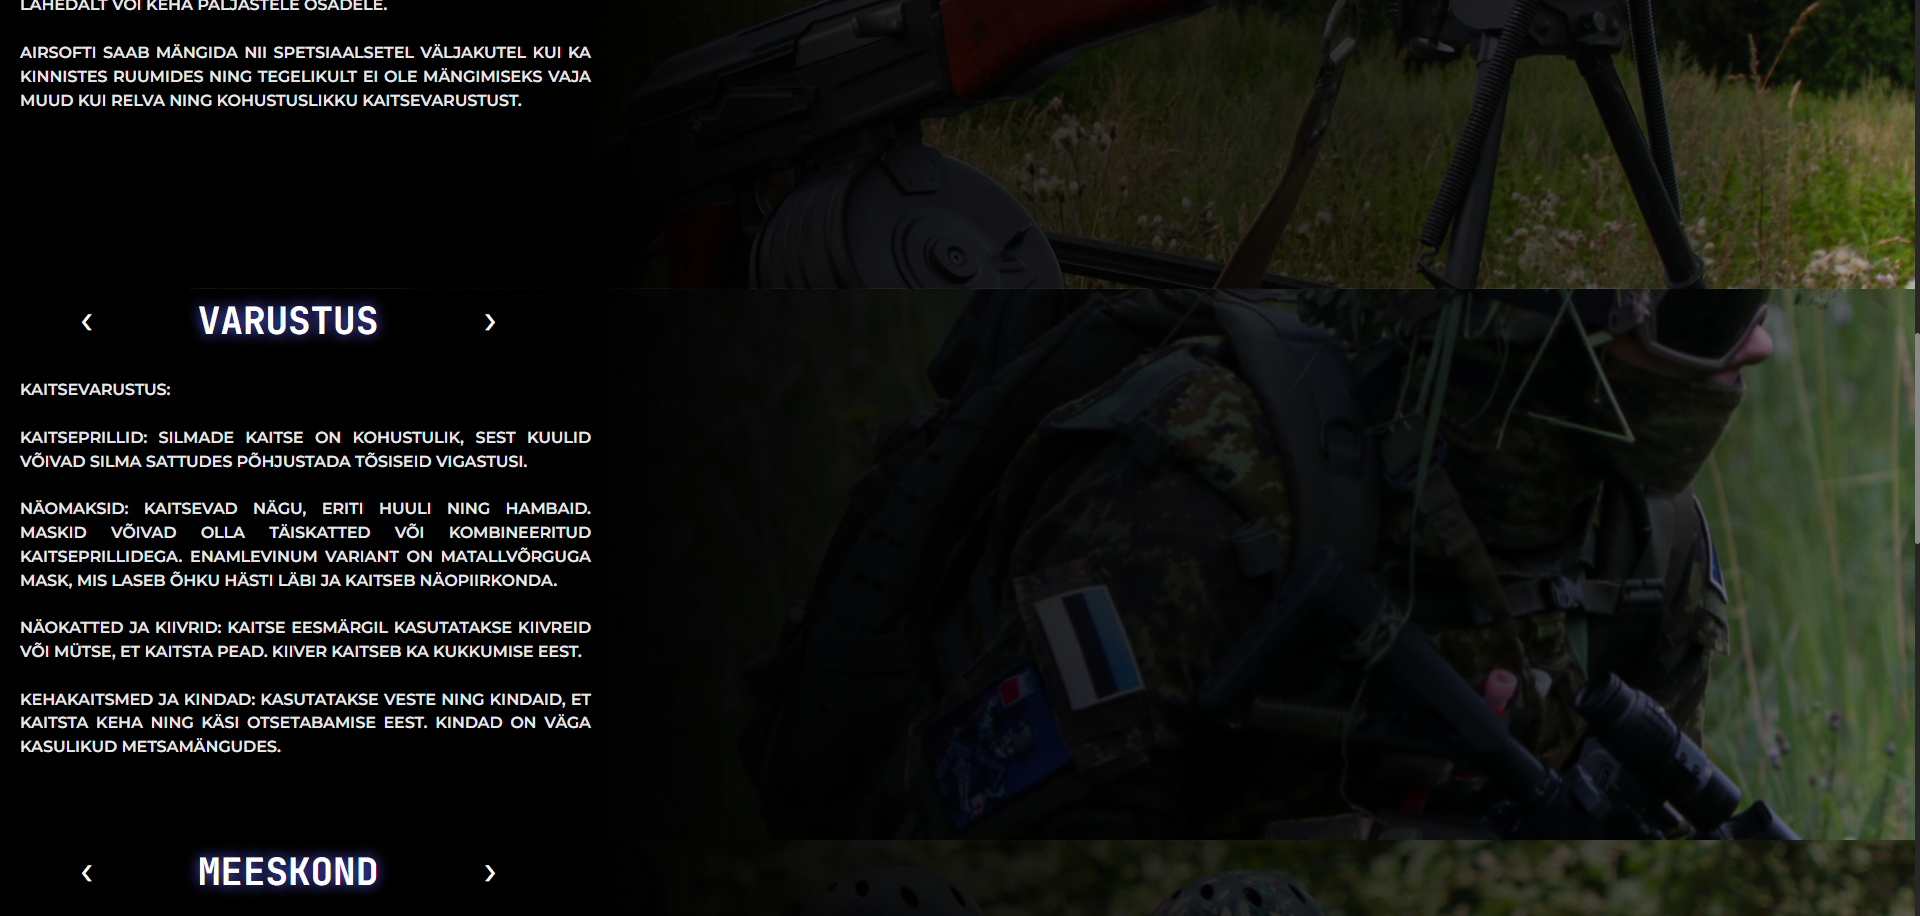 LAHEDALT VÕI KEHA PALJASTELE OSADELE.
AIRSOFTI SAAB MÄNGIDA NII SPETSIAALSETEL VÄLJAKUTEL KUI KA
KINNISTES RUUMIDES NING TEGELIKULT EI OLE MÄNGIMISEKS VAJA
MUUD KUI RELVA NING KOHUSTUSLIKKU KAITSEVARUSTUST.
‹ VARUSTUS ›
KAITSEVARUSTUS:
KAITSEPRILLID: SILMADE KAITSE ON KOHUSTULIK, SEST KUULID
VÕIVAD SILMA SATTUDES PÕHJUSTADA TÕSISEID VIGASTUSI.
NÄOMAKSID: KAITSEVAD NÄGU, ERITI HUULI NING HAMBAID.
MASKID VÕIVAD OLLA TÄISKATTED VÕI KOMBINEERITUD
KAITSEPRILLIDEGA. ENAMLEVINUM VARIANT ON MATALLVÕRGUGA
MASK, MIS LASEB ÕHKU HÄSTI LÄBI JA KAITSEB NÄOPIIRKONDA.
NÄOKATTED JA KIIVRID: KAITSE EESMÄRGIL KASUTATAKSE KIIVREID
VÕI MÜTSE, ET KAITSTA PEAD. KIIVER KAITSEB KA KUKKUMISE EEST.
KEHAKAITSMED JA KINDAD: KASUTATAKSE VESTE NING KINDAID, ET
KAITSTA KEHA NING KÄSI OTSETABAMISE EEST. KINDAD ON VÄGA
KASULIKUD METSAMÄNGUDES.
‹ MEESKOND ›